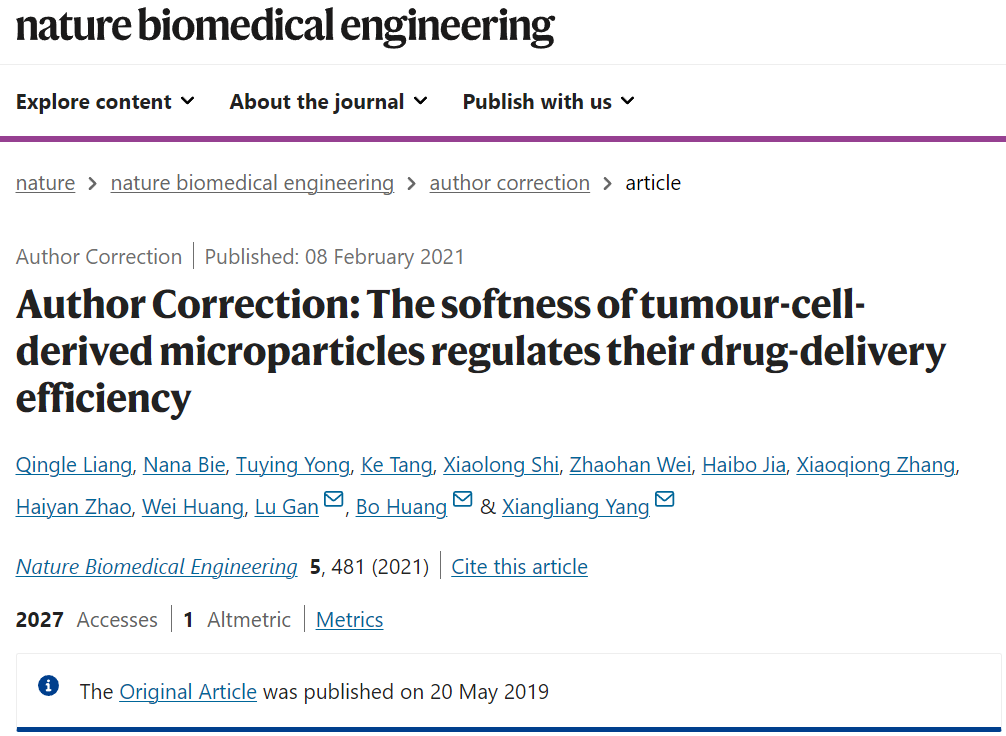 nature biomedical engineering
Explore content About the journal Publish with us
nature > nature biomedical engineering > author correction > article
Author Correction | Published: 08 February 2021
Author Correction: The softness of tumour-cell-
derived microparticles regulates their drug-delivery
efficiency
Qingle Liang, Nana Bie, Tuying Yong, Ke Tang, Xiaolong Shi, Zhaohan Wei, Haibo Jia, Xiaoqiong Zhang,
Haiyan Zhao, Wei Huang, Lu Gan, Bo Huang & Xiangliang Yang
Nature Biomedical Engineering 5, 481 (2021) | Cite this article
2027 Accesses | 1 Altmetric | Metrics
The Original Article was published on 20 May 2019